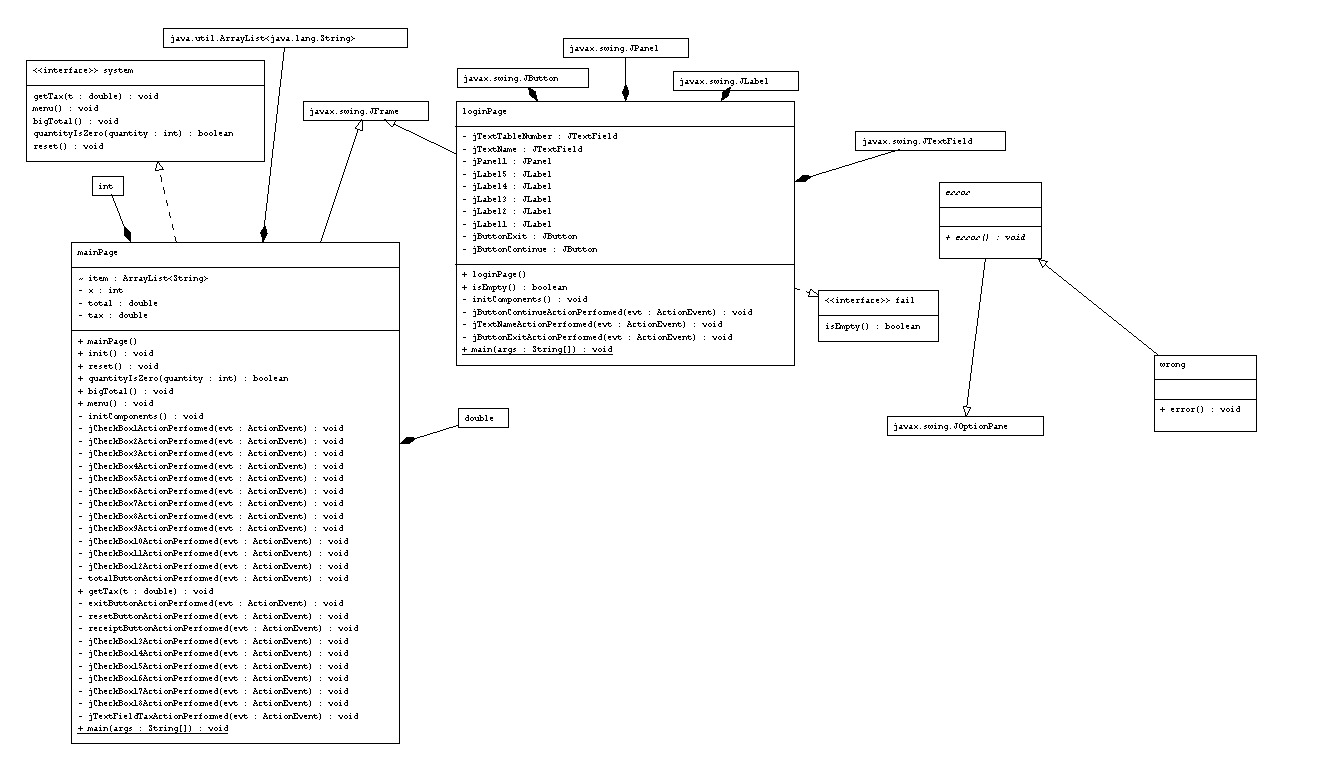 java.util.ArrayList<java.lang.String>
<<interface>> system
getTax(t : double) : void
menu() : void
bigTotal() : void
quantityIsZero(quantity : int) : boolean
reset() : void
int
javax.swing.JFrame
mainPage
~ item : ArrayList<String>
- x : int
- total : double
- tax : double
+ mainPage()
+ init() : void
+ reset() : void
+ quantityIsZero(quantity : int) : boolean
+ bigTotal() : void
+ menu() : void
- initComponents() : void
- jCheckBox1ActionPerformed(evt : ActionEvent) : void
- jCheckBox2ActionPerformed(evt : ActionEvent) : void
- jCheckBox3ActionPerformed(evt : ActionEvent) : void
- jCheckBox4ActionPerformed(evt : ActionEvent) : void
- jCheckBox5ActionPerformed(evt : ActionEvent) : void
- jCheckBox6ActionPerformed(evt : ActionEvent) : void
- jCheckBox7ActionPerformed(evt : ActionEvent) : void
- jCheckBox8ActionPerformed(evt : ActionEvent) : void
- jCheckBox9ActionPerformed(evt : ActionEvent) : void
- jCheckBox10ActionPerformed(evt : ActionEvent) : void
- jCheckBox11ActionPerformed(evt : ActionEvent) : void
- jCheckBox12ActionPerformed(evt : ActionEvent) : void
- totalButtonActionPerformed(evt : ActionEvent) : void
+ getTax(t : double) : void
- exitButtonActionPerformed(evt : ActionEvent) : void
- resetButtonActionPerformed(evt : ActionEvent) : void
- receiptButtonActionPerformed(evt : ActionEvent) : void
- jCheckBox13ActionPerformed(evt : ActionEvent) : void
- jCheckBox14ActionPerformed(evt : ActionEvent) : void
- jCheckBox15ActionPerformed(evt : ActionEvent) : void
- jCheckBox16ActionPerformed(evt : ActionEvent) : void
- jCheckBox17ActionPerformed(evt : ActionEvent) : void
- jCheckBox18ActionPerformed(evt : ActionEvent) : void
- jTextFieldTaxActionPerformed(evt : ActionEvent) : void
+ main(args : String[]) : void
double
javax.swing.JPanel
javax.swing.JButton
javax.swing.JLabel
loginPage
- jTextTableNumber : JTextField
- jTextName : JTextField
- jPanel1 : JPanel
- jLabel5 : JLabel
- jLabel4 : JLabel
- jLabel3 : JLabel
- jLabel2 : JLabel
- jLabel1 : JLabel
- jButtonExit : JButton
- jButtonContinue : JButton
+ loginPage()
+ isEmpty() : boolean
- initComponents() : void
- jButtonContinueActionPerformed(evt : ActionEvent) : void
- jTextNameActionPerformed(evt : ActionEvent) : void
- jButtonExitActionPerformed(evt : ActionEvent) : void
+ main(args : String[]) : void
javax.swing.JTextField
<<interface>> fail
isEmpty() : boolean
error
+ error() : void
javax.swing.JOptionPane
wrong
+ error() : void